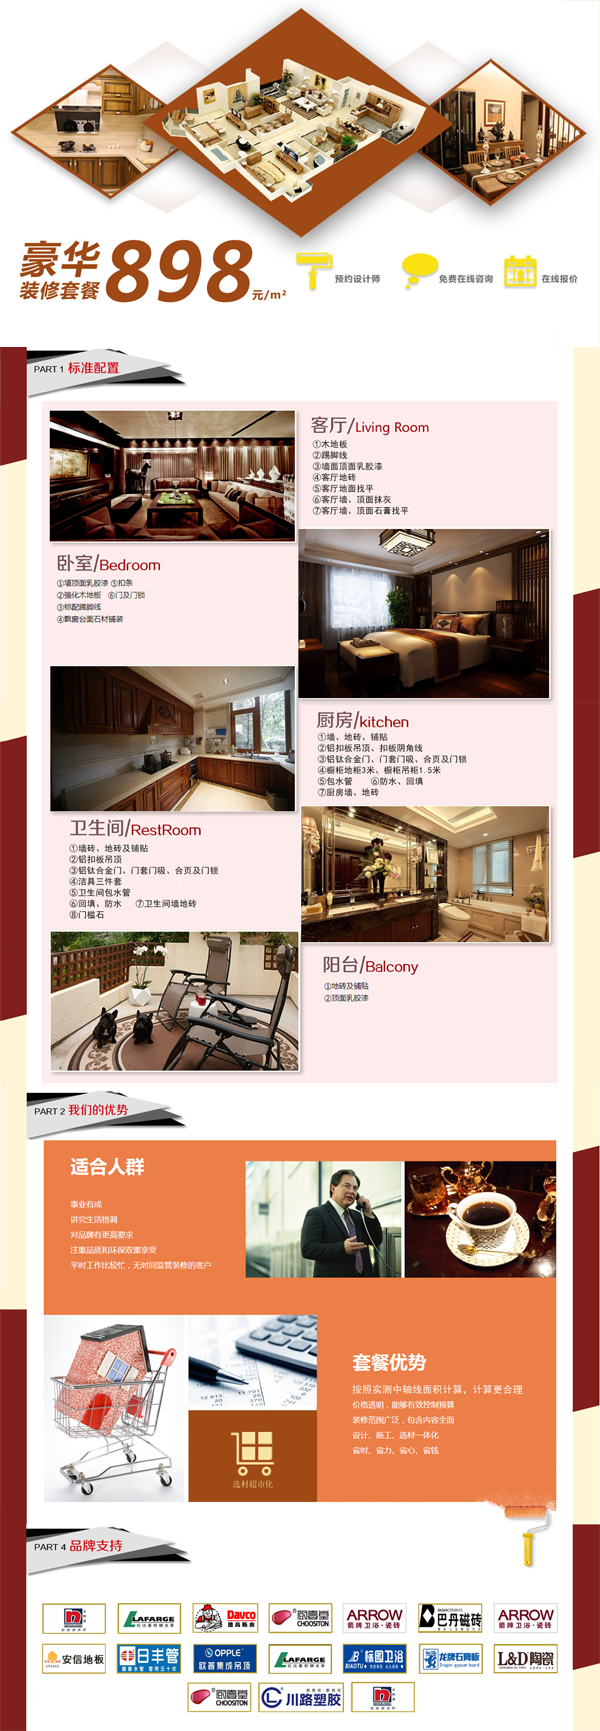 豪华
装修套餐
898元/m²
预约设计师
免费在线咨询
在线报价
PART 1 标准配置
客厅/Living Room
①木地板
②踢脚线
③墙面顶面乳胶漆
④客厅地砖
⑤客厅地面找平
⑥客厅墙、顶面抹灰
⑦客厅墙、顶面石膏找平
卧室/Bedroom
①墙顶面乳胶漆 ⑤扣条
②强化木地板 ⑥门及门锁
③标配踢脚线
④飘窗台面石材铺装
厨房/kitchen
①墙、地砖、铺贴
②铝扣板吊顶、扣板阴角线
③铝钛合金门、门套门吸、合页及门锁
④橱柜地柜3米、橱柜吊柜1.5米
⑤包水管 ⑥防水、回填
⑦厨房墙、地砖
卫生间/RestRoom
①墙砖、地砖及铺贴
②铝扣板吊顶
③铝钛合金门、门套门吸、合页及门锁
④洁具三件套
⑤卫生间包水管
⑥回填、防水 ⑦卫生间墙地砖
⑧门槛石
阳台/Balcony
①地砖及铺贴
②顶面乳胶漆
PART 2 我们的优势
适合人群
事业有成
讲究生活格调
对品牌有更高要求
注重品质和环保双重享受
平时工作比较忙，无时间监管装修的客户
套餐优势
按照实测中轴线面积计算，计算更合理
价格透明，能够有效控制预算
装修范围广泛，包含内容全面
设计、施工、选材一体化
省时、省力、省心、省钱
选材超市化
PART 4 品牌支持
LAFARGE
Davco
德高防水
CHOOSITON
ARROW
箭牌卫浴·瓷砖
巴丹磁砖
ARROW
箭牌卫浴·瓷砖
安信地板
日丰管
OPPLE
欧普集成吊顶
LAFARGE
标图卫浴
BIAOTU
龙牌石膏板
Dragon gypsum board
L&D陶瓷
CHOOSITON
川路塑胶